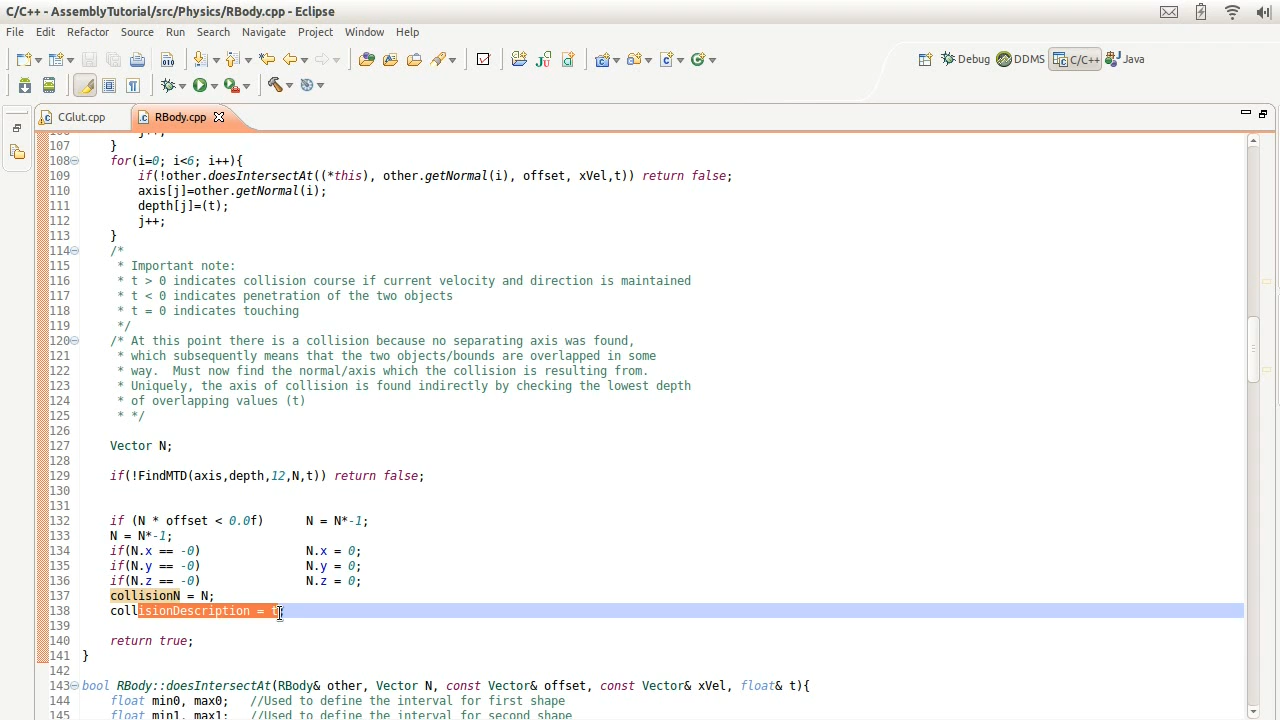 C/C++ - AssemblyTutorial/src/Physics/RBody.cpp - Eclipse
File Edit Refactor Source Run Search Navigate Project Window Help
Debug DDMS C/C++ Java
CGlut.cpp RBody.cpp
106 j++;
107 }
108 for(i=0; i<6; i++){
109 if(!other.doesIntersectAt((*this), other.getNormal(i), offset, xVel,t)) return false;
110 axis[j]=other.getNormal(i);
111 depth[j]=(t);
112 j++;
113 }
114 /*
115 * Important note:
116 * t > 0 indicates collision course if current velocity and direction is maintained
117 * t < 0 indicates penetration of the two objects
118 * t = 0 indicates touching
119 */
120 /* At this point there is a collision because no separating axis was found,
121 * which subsequently means that the two objects/bounds are overlapped in some
122 * way. Must now find the normal/axis which the collision is resulting from.
123 * Uniquely, the axis of collision is found indirectly by checking the lowest depth
124 * of overlapping values (t)
125 * */
126
127 Vector N;
128
129 if(!FindMTD(axis,depth,12,N,t)) return false;
130
131
132 if (N * offset < 0.0f) N = N*-1;
133 N = N*-1;
134 if(N.x == -0) N.x = 0;
135 if(N.y == -0) N.y = 0;
136 if(N.z == -0) N.z = 0;
137 collisionN = N;
138 collisionDescription = t;
139
140 return true;
141 }
142
143 bool RBody::doesIntersectAt(RBody& other, Vector N, const Vector& offset, const Vector& xVel, float& t){
144 float min0, max0; //Used to define the interval for first shape
145 float min1, max1; //Used to define the interval for second shape